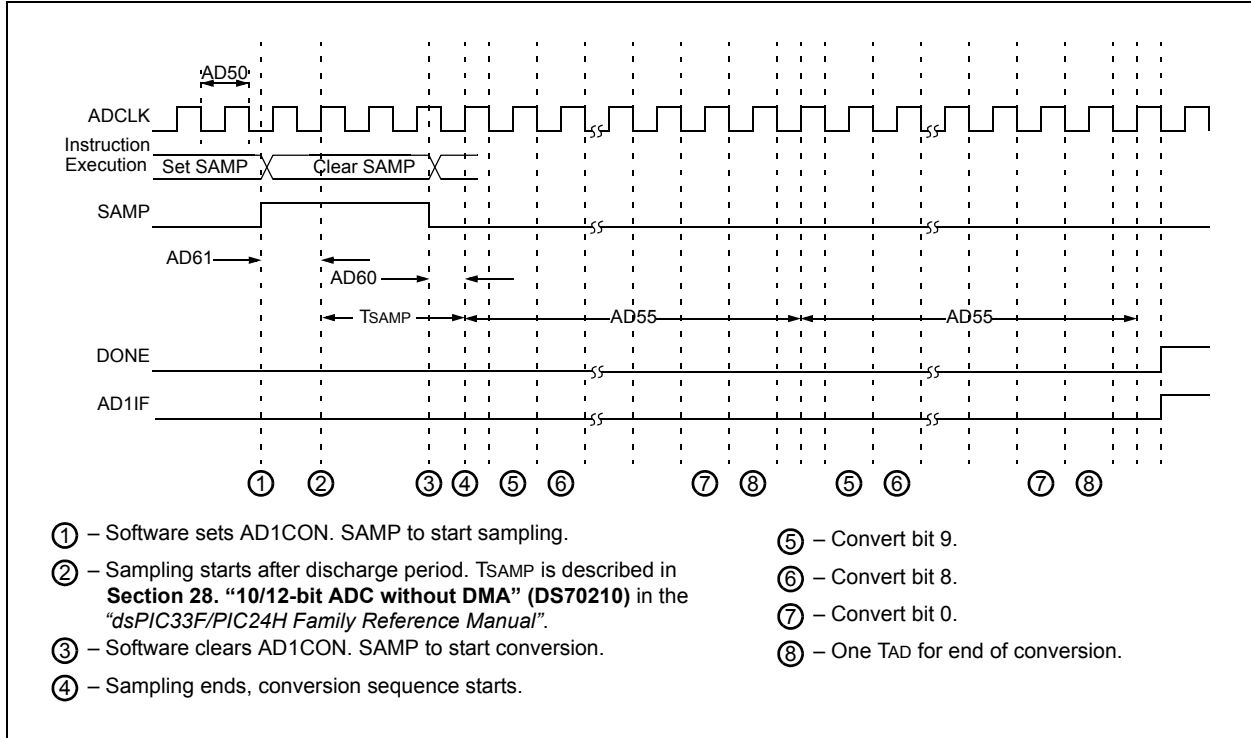 AD50
ADCLK
Instruction
Execution
Set SAMP
Clear SAMP
SAMP
AD61
AD60
TSAMP
AD55
AD55
DONE
AD1IF
1 2 3 4 5 6 7 8 5 6 7 8
1 – Software sets AD1CON. SAMP to start sampling.
2 – Sampling starts after discharge period. TSAMP is described in
Section 28. “10/12-bit ADC without DMA” (DS70210) in the
“dsPIC33F/PIC24H Family Reference Manual”.
3 – Software clears AD1CON. SAMP to start conversion.
4 – Sampling ends, conversion sequence starts.
5 – Convert bit 9.
6 – Convert bit 8.
7 – Convert bit 0.
8 – One TAD for end of conversion.